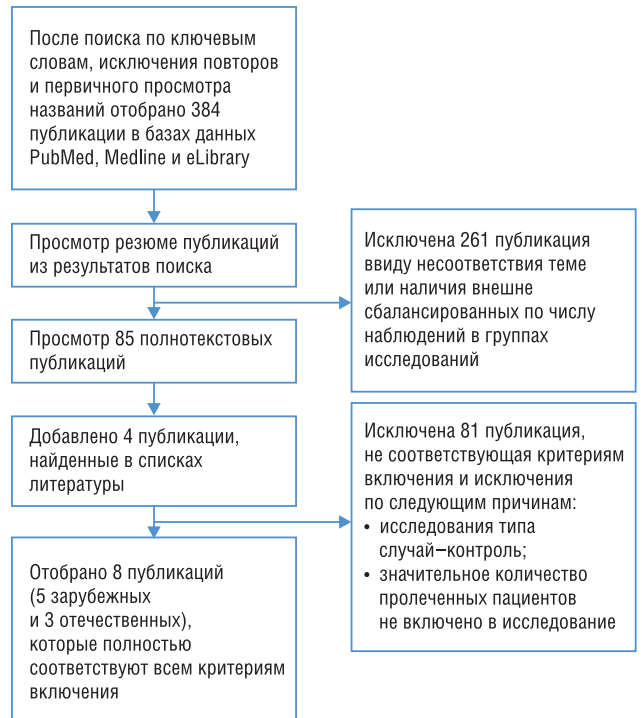 После поиска по ключевым
словам, исключения повторов
и первичного просмотра
названий отобрано 384
публикации в базах данных
PubMed, Medline и eLibrary
Просмотр резюме публикаций
из результатов поиска
Исключена 261 публикация
ввиду несоответствия теме
или наличия внешне
сбалансированных по числу
наблюдений в группах
исследований
Просмотр 85 полнотекстовых
публикаций
Добавлено 4 публикации,
найденные в списках
литературы
Исключена 81 публикация,
не соответствующая критериям
включения и исключения
по следующим причинам:
• исследования типа
случай–контроль;
• значительное количество
пролеченных пациентов
не включено в исследование
Отобрано 8 публикаций
(5 зарубежных
и 3 отечественных),
которые полностью
соответствуют всем критериям
включения